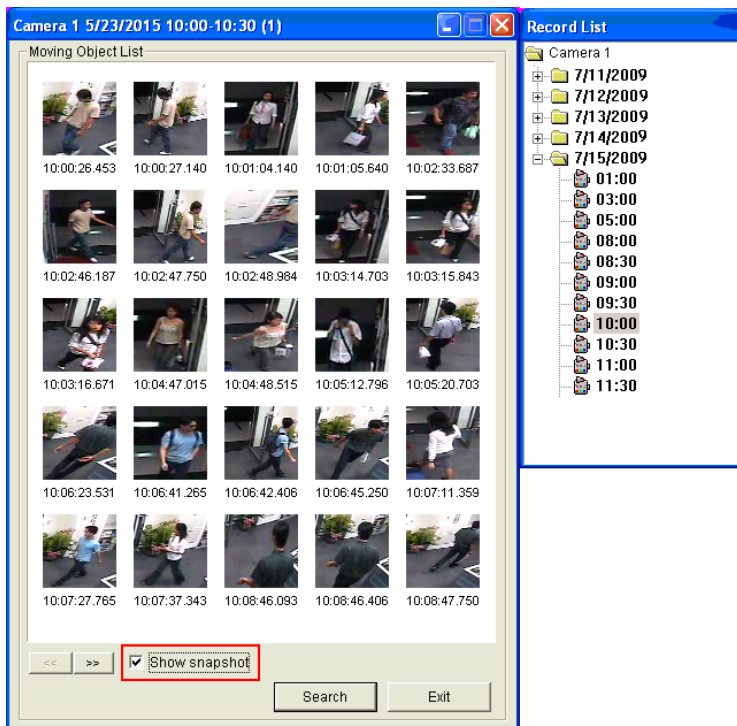 Camera 1 5/23/2015 10:00-10:30 (1)
Moving Object List
10:00:26.453 10:00:27.140 10:01:04.140 10:01:05.640 10:02:33.687
10:02:46.187 10:02:47.750 10:02:48.984 10:03:14.703 10:03:15.843
10:03:16.671 10:04:47.015 10:04:48.515 10:05:12.796 10:05:20.703
10:06:23.531 10:06:41.265 10:06:42.406 10:06:45.250 10:07:11.359
10:07:27.765 10:07:37.343 10:08:46.093 10:08:46.406 10:08:47.750
<< >> Show snapshot
Search Exit
Record List
Camera 1
7/11/2009
7/12/2009
7/13/2009
7/14/2009
7/15/2009
01:00
03:00
05:00
08:00
08:30
09:00
09:30
10:00
10:30
11:00
11:30